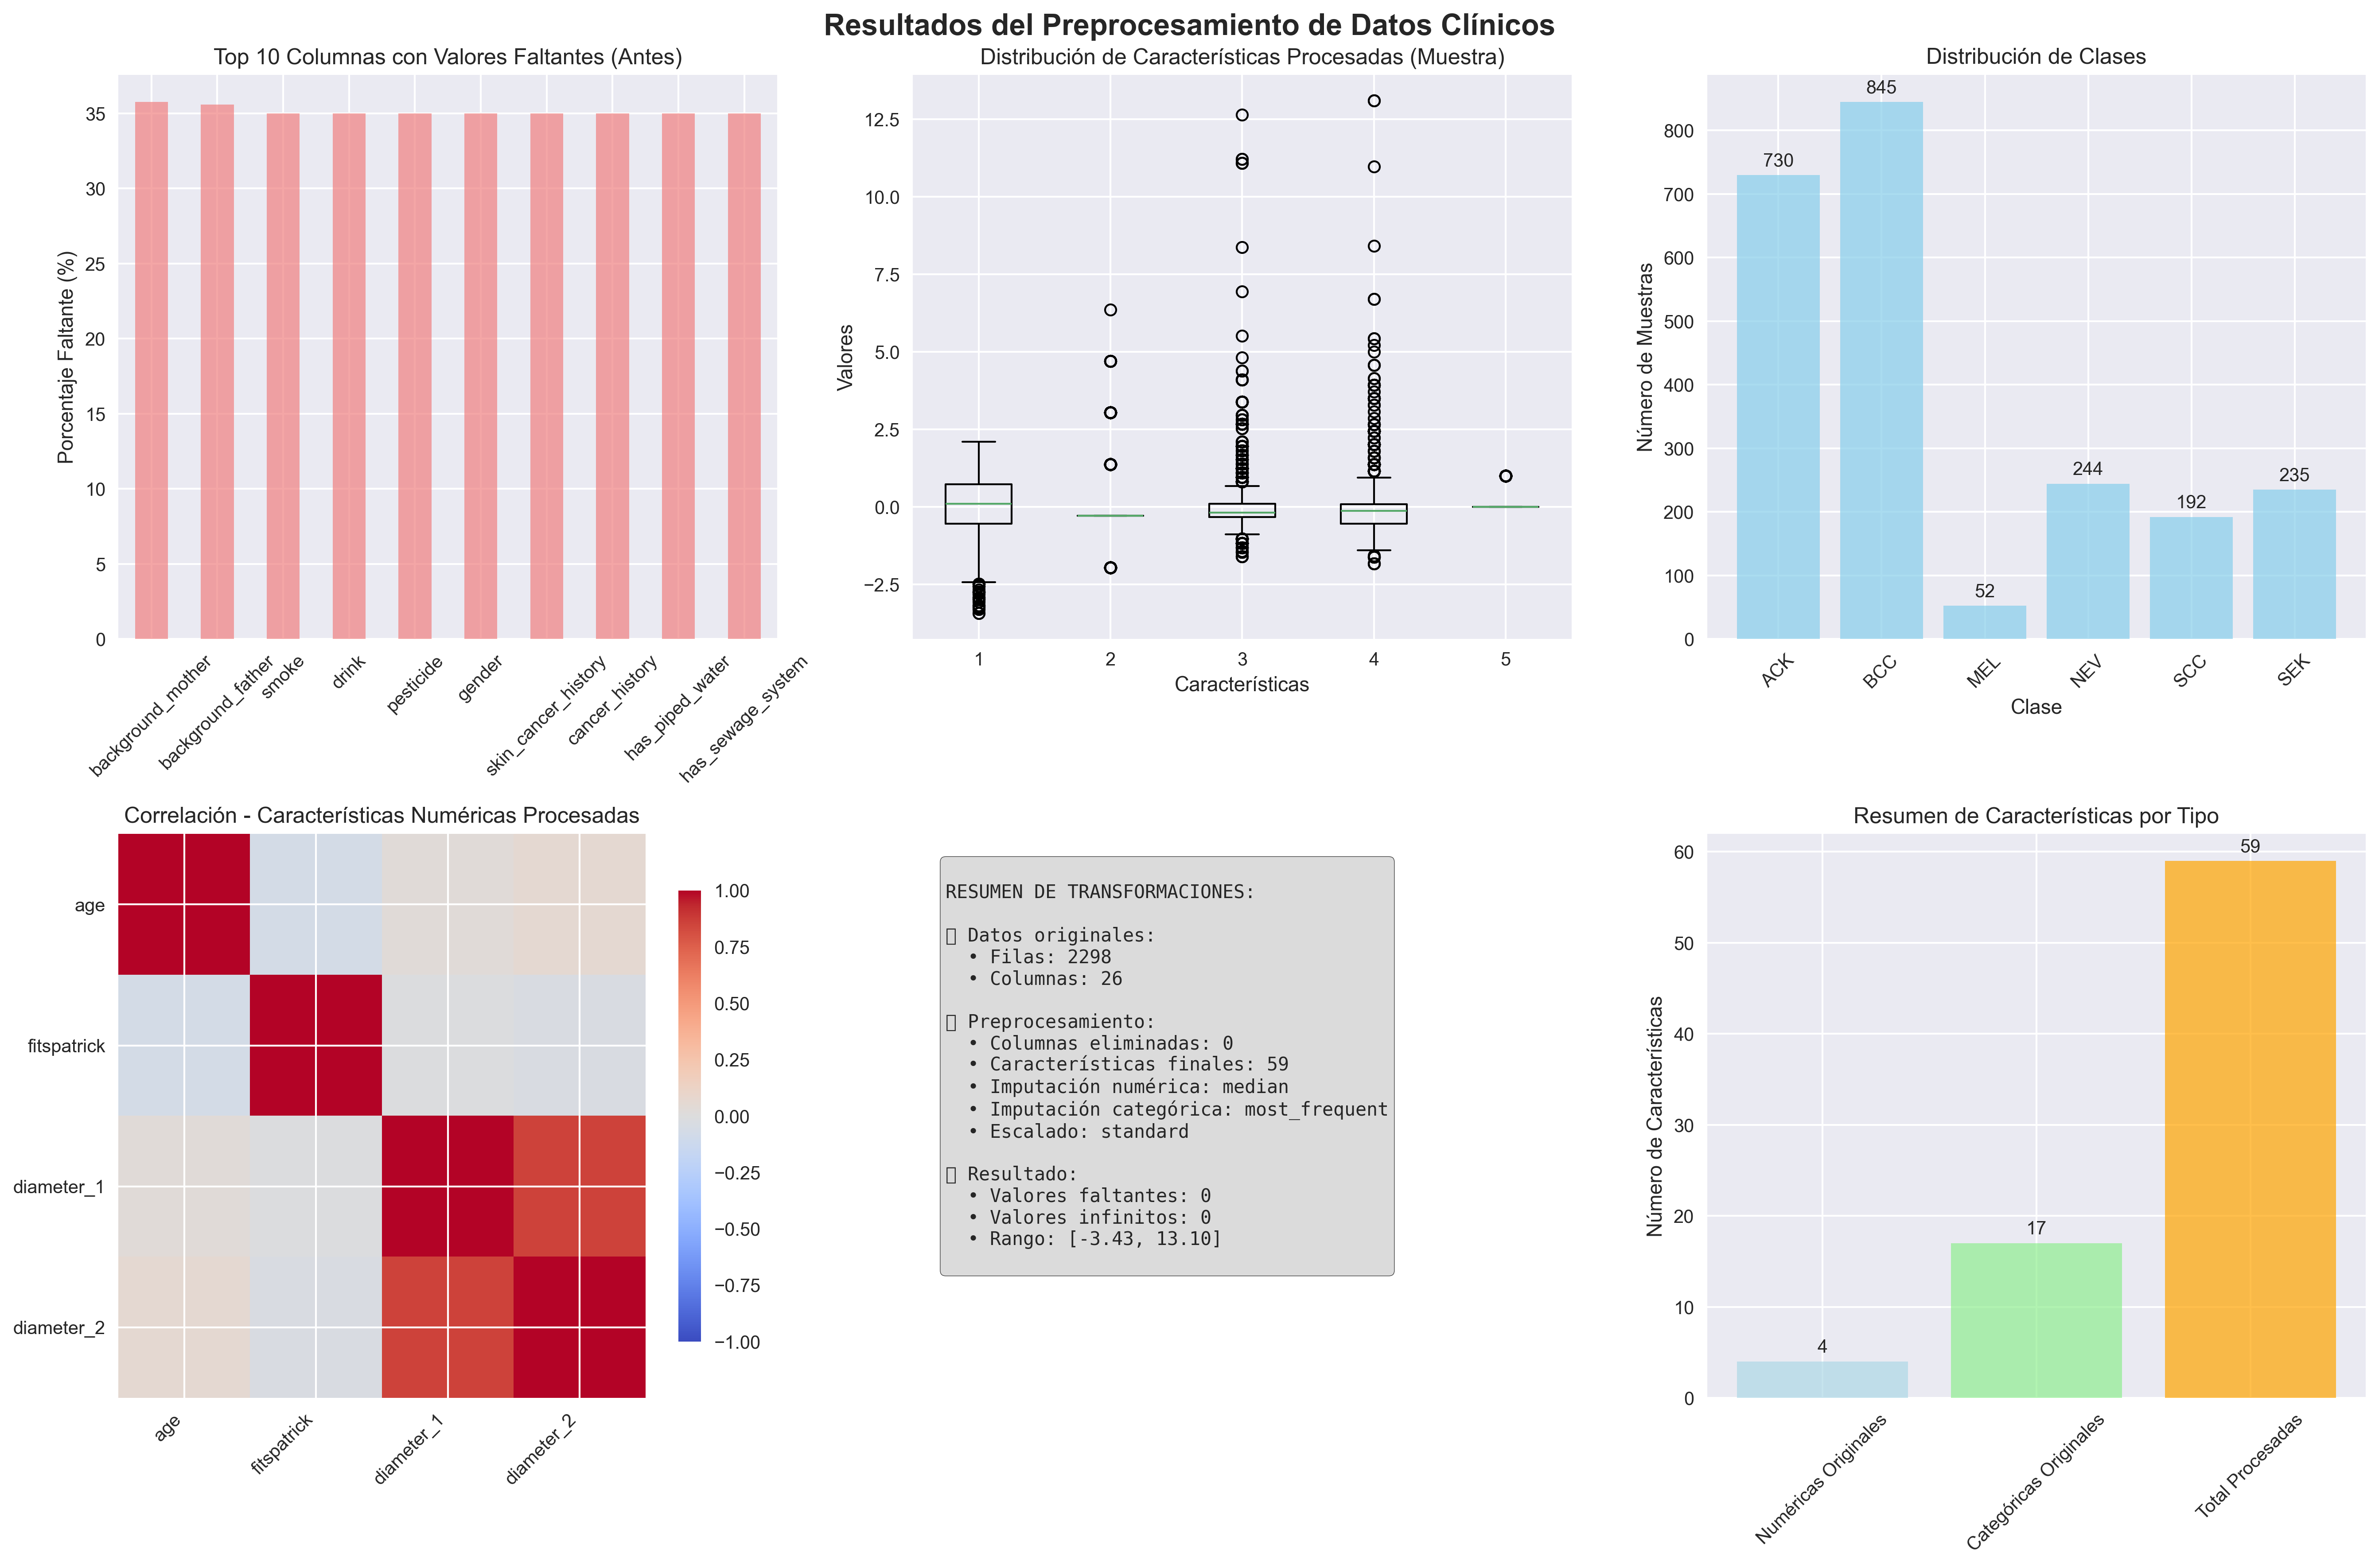 Resultados del Preprocesamiento de Datos Clínicos
Top 10 Columnas con Valores Faltantes (Antes)
Porcentaje Faltante (%)
35
30
25
20
15
10
5
0
background_mother
background_father
smoke
drink
pesticide
gender
skin_cancer_history
cancer_history
has_piped_water
has_sewage_system
Distribución de Características Procesadas (Muestra)
Valores
12.5
10.0
7.5
5.0
2.5
0.0
−2.5
1 2 3 4 5
Características
Distribución de Clases
Número de Muestras
800
700
600
500
400
300
200
100
0
730
845
52
244
192
235
ACK
BCC
MEL
NEV
SCC
SEK
Clase
Correlación - Características Numéricas Procesadas
age
fitspatrick
diameter_1
diameter_2
age
fitspatrick
diameter_1
diameter_2
1.00
0.75
0.50
0.25
0.00
−0.25
−0.50
−0.75
−1.00
RESUMEN DE TRANSFORMACIONES:
Datos originales:
• Filas: 2298
• Columnas: 26
Preprocesamiento:
• Columnas eliminadas: 0
• Características finales: 59
• Imputación numérica: median
• Imputación categórica: most_frequent
• Escalado: standard
Resultado:
• Valores faltantes: 0
• Valores infinitos: 0
• Rango: [-3.43, 13.10]
Resumen de Características por Tipo
Número de Características
60
50
40
30
20
10
0
4
17
59
Numéricas Originales
Categóricas Originales
Total Procesadas